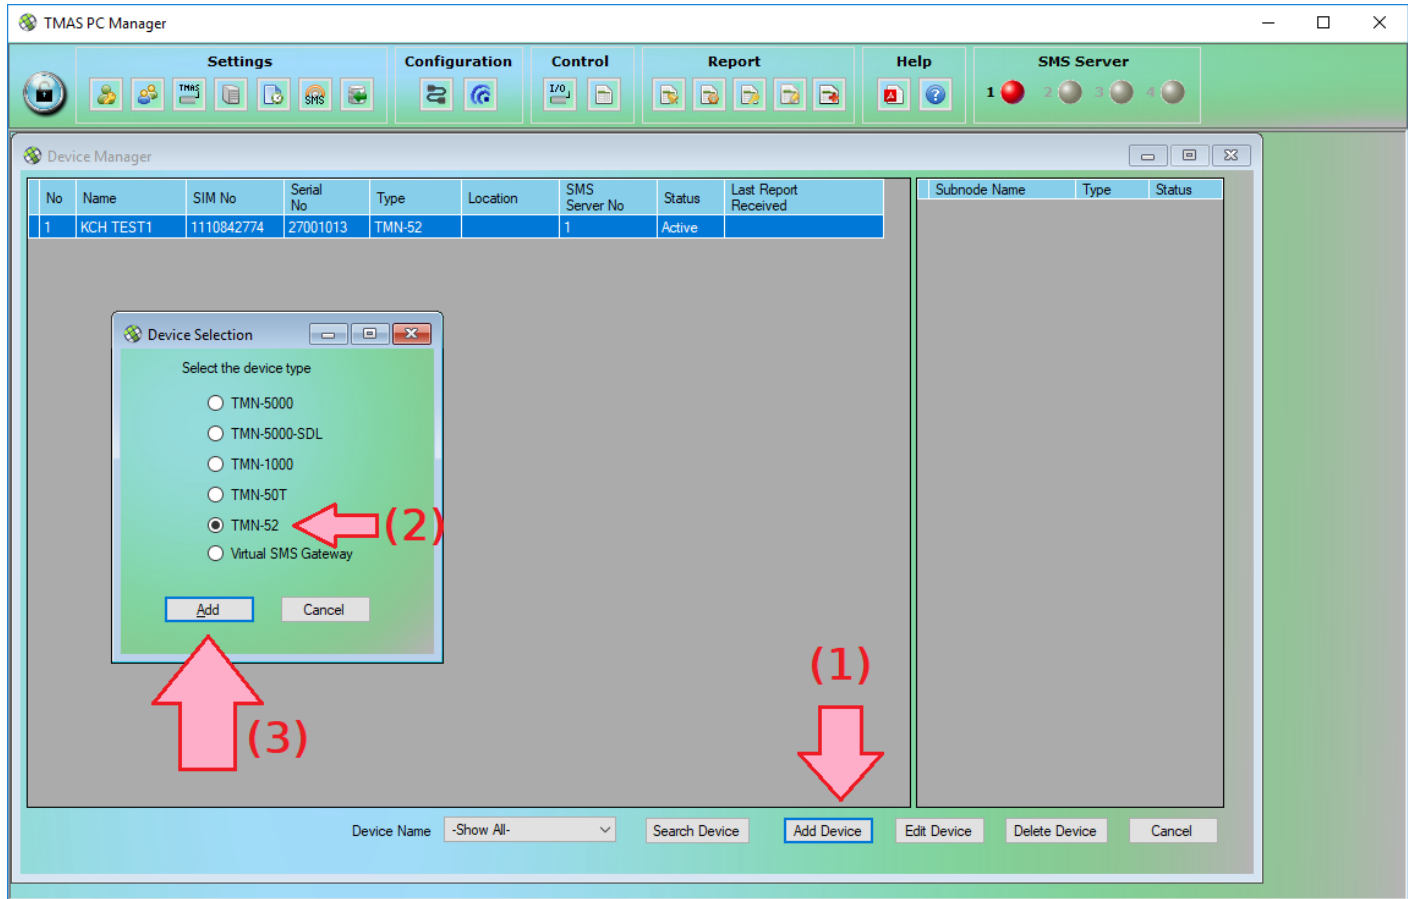 TMAS PC Manager
Settings Configuration Control Report Help SMS Server
TMAS SMS I/O 1 2 3 4
Device Manager
No Name SIM No Serial No Type Location SMS Server No Status Last Report Received
Subnode Name Type Status
1 KCH TEST1 1110842774 27001013 TMN-52 1 Active
Device Selection
Select the device type
TMN-5000
TMN-5000-SDL
TMN-1000
TMN-50T
TMN-52
(2)
Virtual SMS Gateway
Add Cancel
(1)
(3)
Device Name -Show All- Search Device Add Device Edit Device Delete Device Cancel